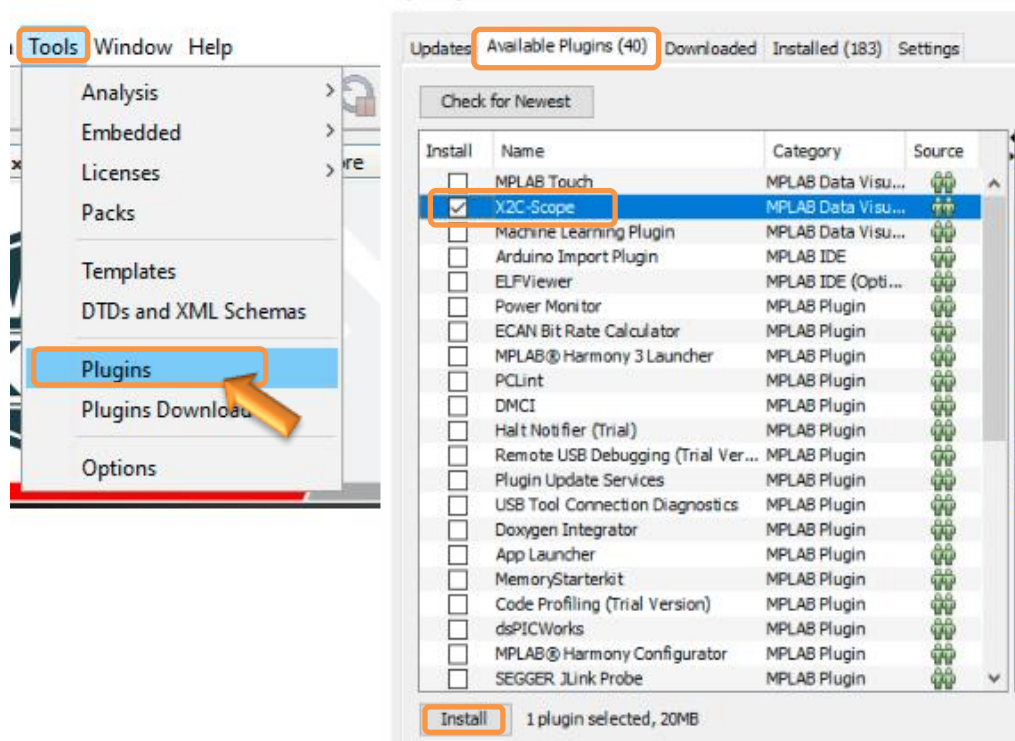 Tools Window Help
Analysis
Embedded
Licenses
Packs
Templates
DTDs and XML Schemas
Plugins
Plugins Download
Options
Updates Available Plugins (40) Downloaded Installed (183) Settings
Check for Newest
Install Name Category Source
MPLAB Touch MPLAB Data Visu...
X2C-Scope MPLAB Data Visu...
Machine Learning Plugin MPLAB Data Visu...
Arduino Import Plugin MPLAB IDE
ELFViewer MPLAB IDE (Opti...
Power Monitor MPLAB Plugin
ECAN Bit Rate Calculator MPLAB Plugin
MPLAB® Harmony 3 Launcher MPLAB Plugin
PCLint MPLAB Plugin
DMCI MPLAB Plugin
Halt Notifier (Trial) MPLAB Plugin
Remote USB Debugging (Trial Ver... MPLAB Plugin
Plugin Update Services MPLAB Plugin
USB Tool Connection Diagnostics MPLAB Plugin
Doxygen Integrator MPLAB Plugin
App Launcher MPLAB Plugin
MemoryStarterkit MPLAB Plugin
Code Profiling (Trial Version) MPLAB Plugin
dsPICWorks MPLAB Plugin
MPLAB® Harmony Configurator MPLAB Plugin
SEGGER JLink Probe MPLAB Plugin
Install 1 plugin selected, 20MB